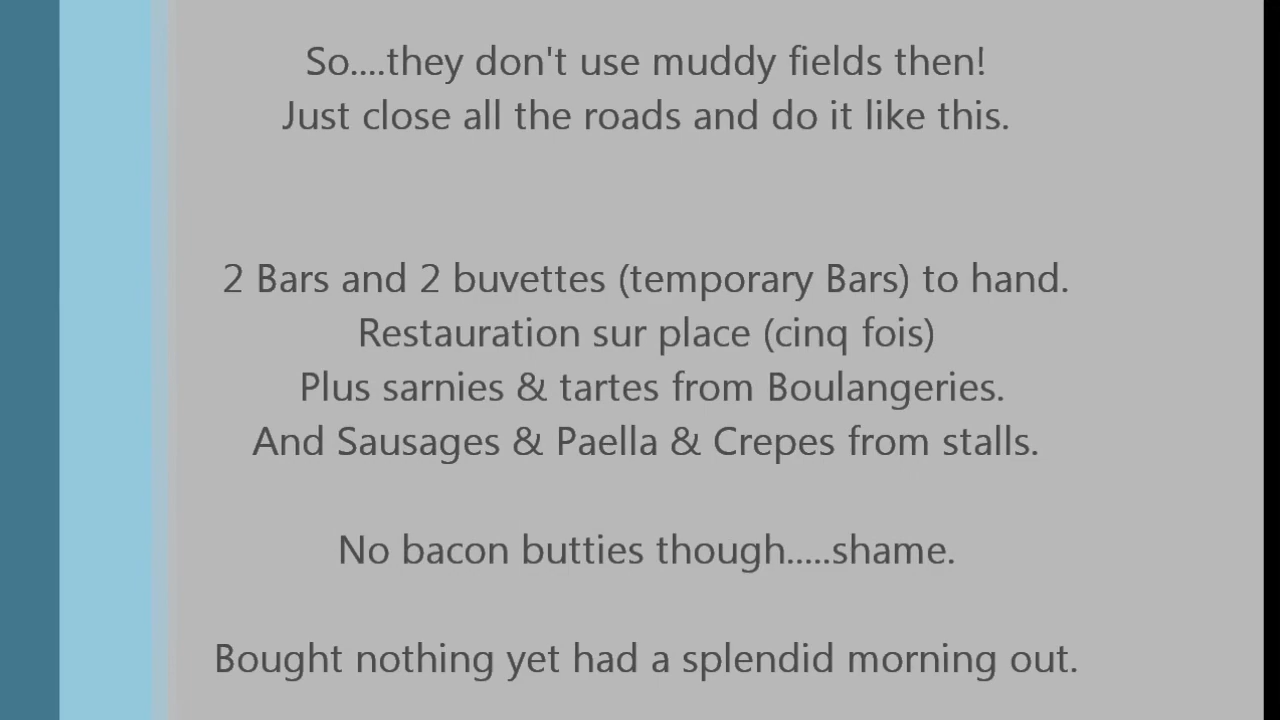 So....they don't use muddy fields then!
Just close all the roads and do it like this.
2 Bars and 2 buvettes (temporary Bars) to hand.
Restauration sur place (cinq fois)
Plus sarnies & tartes from Boulangeries.
And Sausages & Paella & Crepes from stalls.
No bacon butties though.....shame.
Bought nothing yet had a splendid morning out.